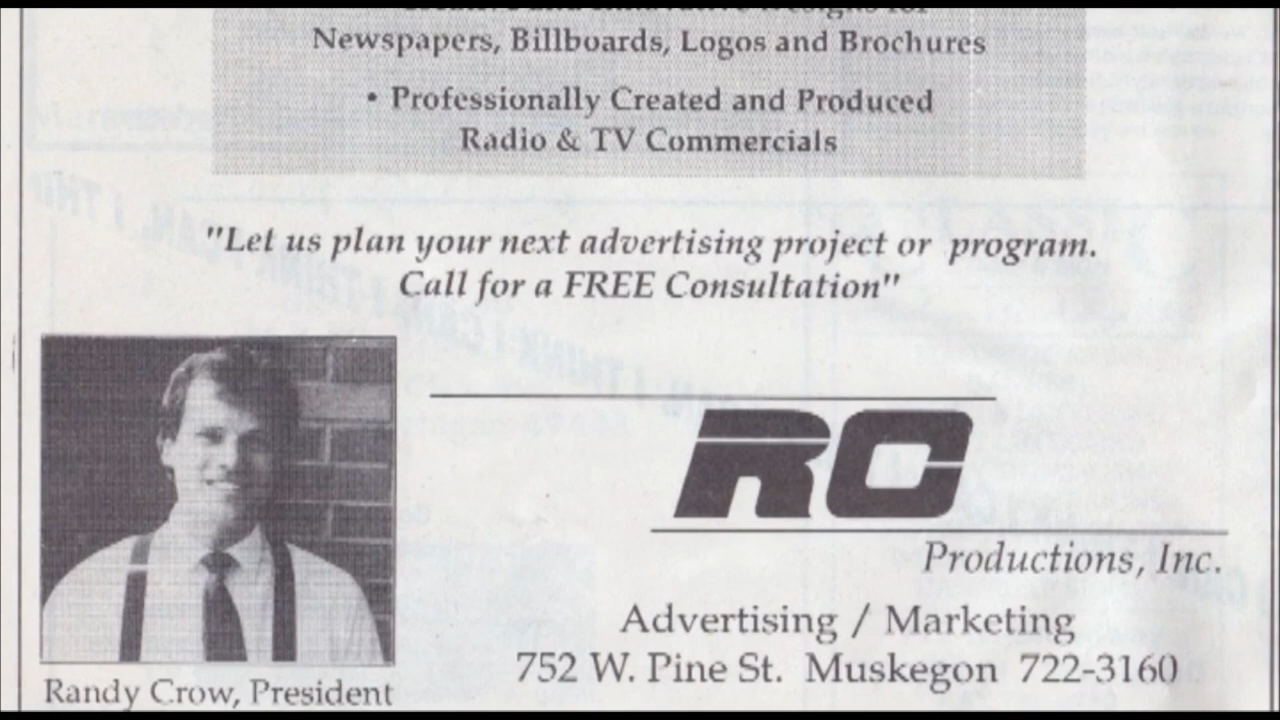 Newspapers, Billboards, Logos and Brochures
• Professionally Created and Produced
Radio & TV Commercials
"Let us plan your next advertising project or program.
Call for a FREE Consultation"
RC
Productions, Inc.
Advertising / Marketing
752 W. Pine St. Muskegon 722-3160
Randy Crow, President